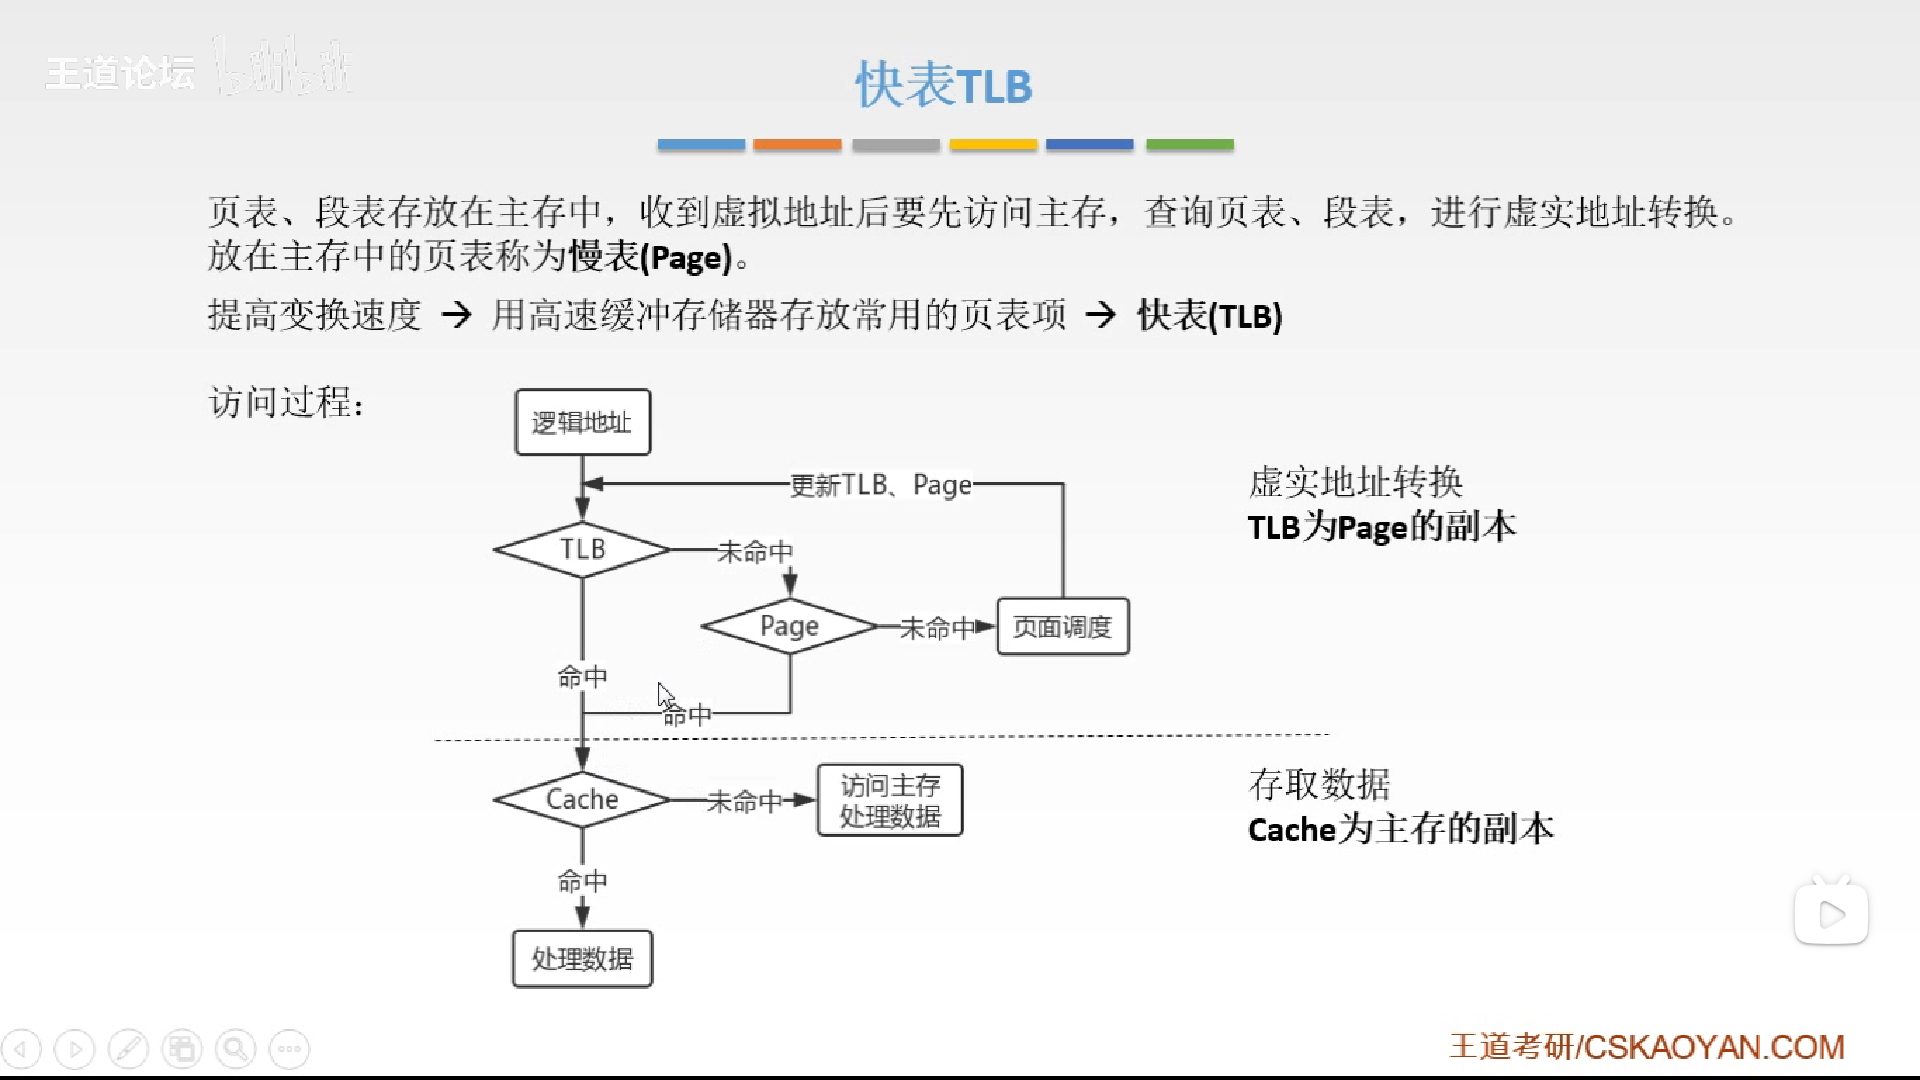 王道论坛 bilibili
快表TLB
页表、段表存放在主存中，收到虚拟地址后要先访问主存，查询页表、段表，进行虚实地址转换。
放在主存中的页表称为慢表(Page)。
提高变换速度 → 用高速缓冲存储器存放常用的页表项 → 快表(TLB)
访问过程：
逻辑地址
更新TLB、Page
虚实地址转换
TLB为Page的副本
TLB
未命中
Page
未命中
页面调度
命中
命中
Cache
未命中
访问主存
处理数据
存取数据
Cache为主存的副本
命中
处理数据
王道考研/CSKAOYAN.COM